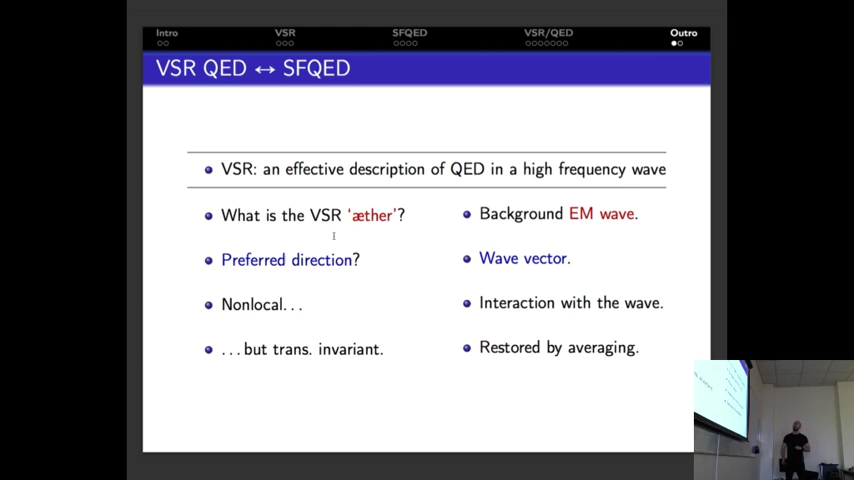 Intro VSR SFQED VSR/QED Outro
VSR QED ↔ SFQED
VSR: an effective description of QED in a high frequency wave
What is the VSR ‘æther’? Background EM wave.
Preferred direction? Wave vector.
Nonlocal. . . Interaction with the wave.
. . . but trans. invariant. Restored by averaging.